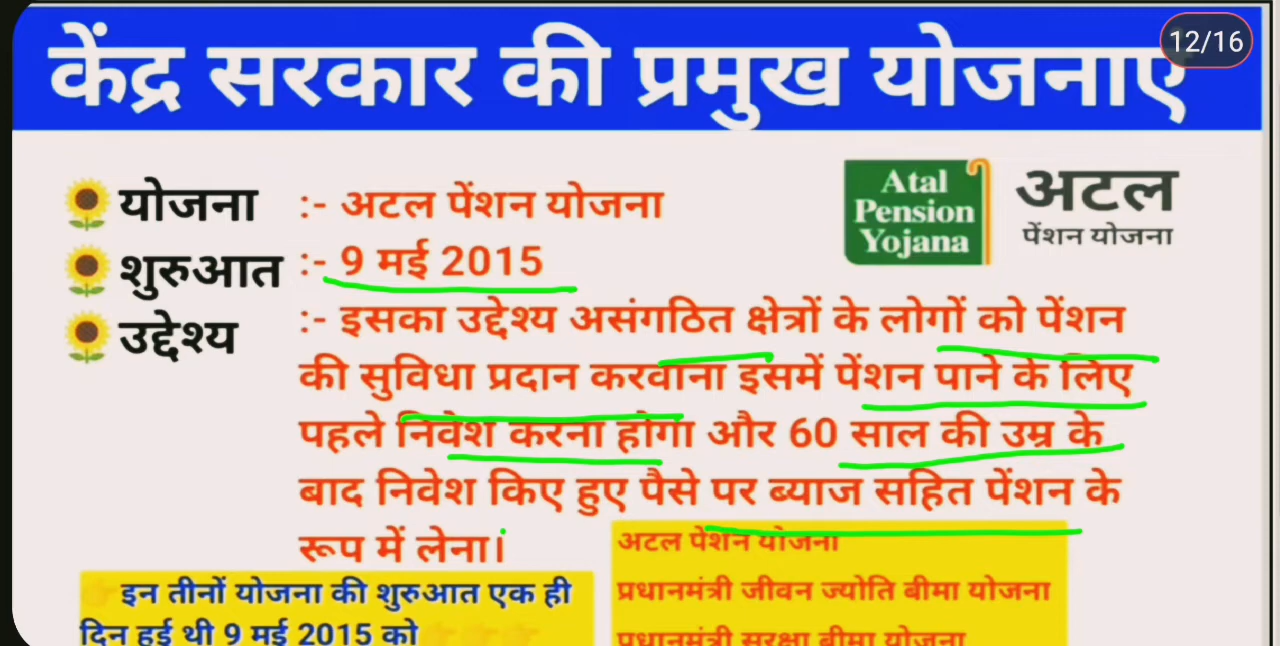 केंद्र सरकार की प्रमुख योजनाएं
12/16
योजना :- अटल पेंशन योजना
Atal
Pension
Yojana
अटल
पेंशन योजना
शुरुआत :- 9 मई 2015
उद्देश्य :- इसका उद्देश्य असंगठित क्षेत्रों के लोगों को पेंशन
की सुविधा प्रदान करवाना इसमें पेंशन पाने के लिए
पहले निवेश करना होगा और 60 साल की उम्र के
बाद निवेश किए हुए पैसे पर ब्याज सहित पेंशन के
रूप में लेना।
इन तीनों योजना की शुरुआत एक ही
दिन हुई थी 9 मई 2015 को
अटल पेंशन योजना
प्रधानमंत्री जीवन ज्योति बीमा योजना
प्रधानमंत्री सुरक्षा बीमा योजना